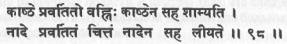 काष्ठे प्रवर्तितो वह्निः काष्ठेन सह शाम्यति ।
नादे प्रवर्तितं चित्तं नादेन सह लीयते ॥ ९८ ॥